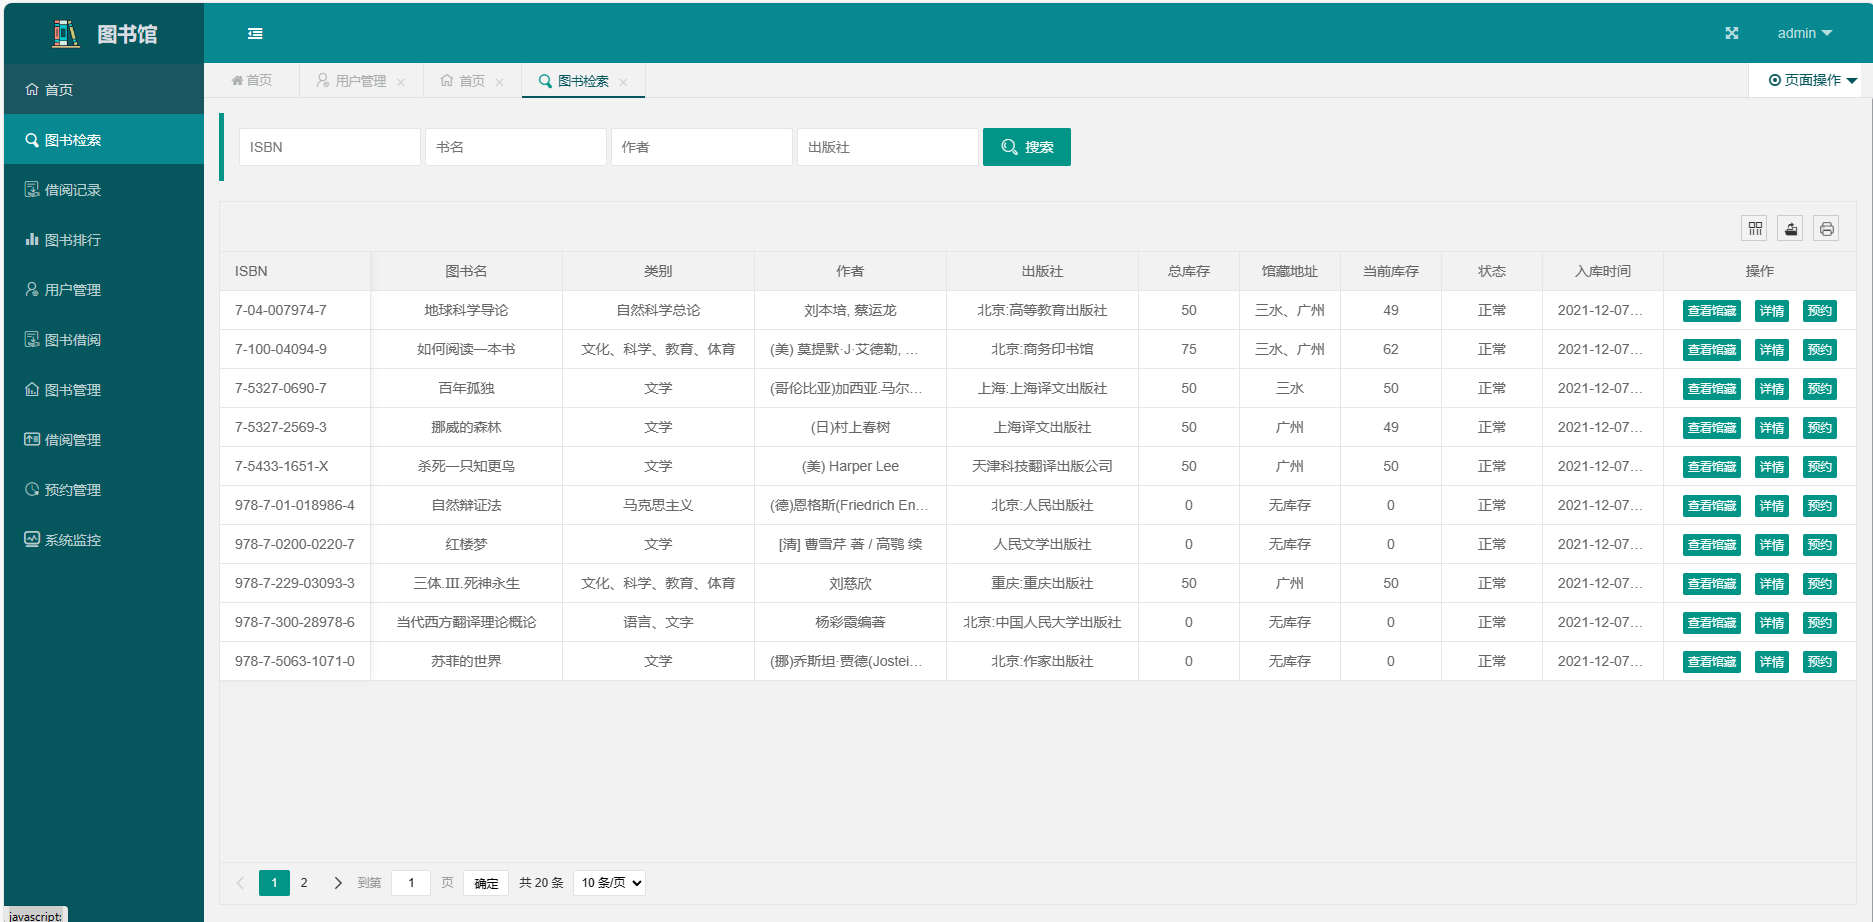 图书馆
admin
首页
图书检索
借阅记录
图书排行
用户管理
图书借阅
图书管理
借阅管理
预约管理
系统监控
首页 用户管理 首页 图书检索 页面操作
ISBN 书名 作者 出版社 搜索
ISBN 图书名 类别 作者 出版社 总库存 馆藏地址 当前库存 状态 入库时间 操作
7-04-007974-7 地球科学导论 自然科学总论 刘本培, 蔡运龙 北京:高等教育出版社 50 三水、广州 49 正常 2021-12-07... 查看馆藏 详情 预约
7-100-04094-9 如何阅读一本书 文化、科学、教育、体育 (美) 莫提默·J·艾德勒, ... 北京:商务印书馆 75 三水、广州 62 正常 2021-12-07... 查看馆藏 详情 预约
7-5327-0690-7 百年孤独 文学 (哥伦比亚)加西亚.马尔... 上海:上海译文出版社 50 三水 50 正常 2021-12-07... 查看馆藏 详情 预约
7-5327-2569-3 挪威的森林 文学 (日)村上春树 上海译文出版社 50 广州 49 正常 2021-12-07... 查看馆藏 详情 预约
7-5433-1651-X 杀死一只知更鸟 文学 (美) Harper Lee 天津科技翻译出版公司 50 广州 50 正常 2021-12-07... 查看馆藏 详情 预约
978-7-01-018986-4 自然辩证法 马克思主义 (德)恩格斯(Friedrich En... 北京:人民出版社 0 无库存 0 正常 2021-12-07... 查看馆藏 详情 预约
978-7-0200-0220-7 红楼梦 文学 [清] 曹雪芹 著 / 高鹗 续 人民文学出版社 0 无库存 0 正常 2021-12-07... 查看馆藏 详情 预约
978-7-229-03093-3 三体.Ⅲ.死神永生 文化、科学、教育、体育 刘慈欣 重庆:重庆出版社 50 广州 50 正常 2021-12-07... 查看馆藏 详情 预约
978-7-300-28978-6 当代西方翻译理论概论 语言、文字 杨彩霞编著 北京:中国人民大学出版社 0 无库存 0 正常 2021-12-07... 查看馆藏 详情 预约
978-7-5063-1071-0 苏菲的世界 文学 (挪)乔斯坦·贾德(Jostei... 北京:作家出版社 0 无库存 0 正常 2021-12-07... 查看馆藏 详情 预约
1 2 到第 1 页 确定 共 20 条 10 条/页
javascript: